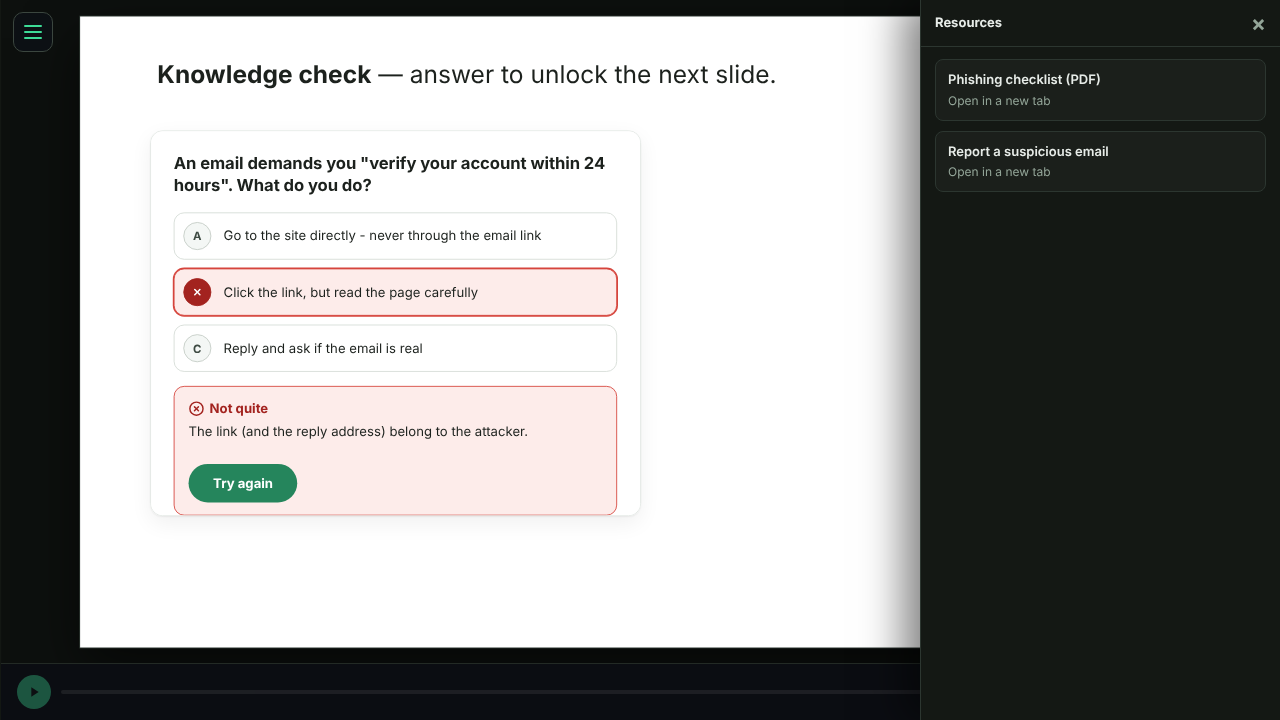 Knowledge check — answer to unlock the next slide.
An email demands you "verify your account within 24
hours". What do you do?
A Go to the site directly - never through the email link
Click the link, but read the page carefully
C Reply and ask if the email is real
Not quite
The link (and the reply address) belong to the attacker.
Try again
Resources
Phishing checklist (PDF)
Open in a new tab
Report a suspicious email
Open in a new tab